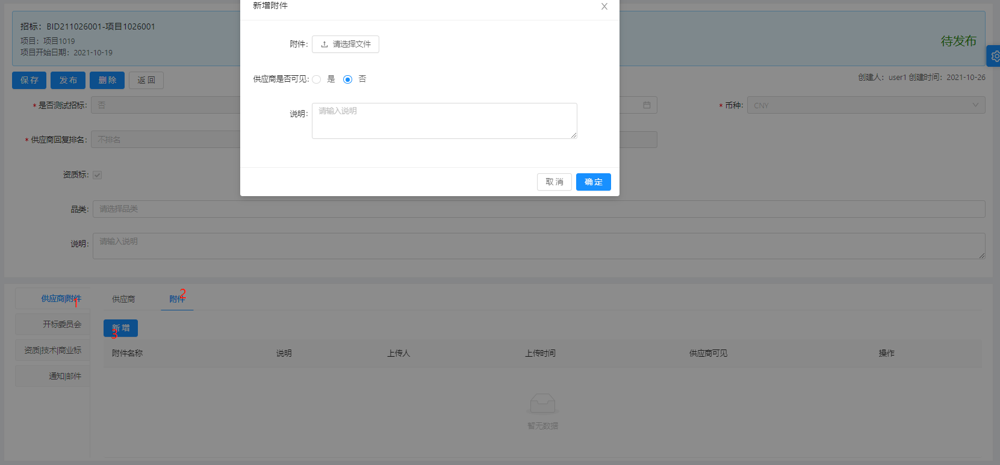 新增附件
招标：BID211026001-项目1026001
项目：项目1019
项目开始日期：2021-10-19
待发布
附件:
请选择文件
保 存
发 布
删 除
返 回
供应商是否可见:
是
否
创建人：user1 创建时间：2021-10-26
* 是否测试招标:
否
说明:
请输入说明
* 币种:
CNY
* 供应商回复排名:
不排名
资质标:
取 消
确 定
品类:
请选择品类
说明:
请输入说明
供应商|附件
1
供应商
附件
2
开标委员会
新 增
3
资质|技术|商业标
附件名称
说明
上传人
上传时间
供应商可见
操作
通知|邮件
暂无数据